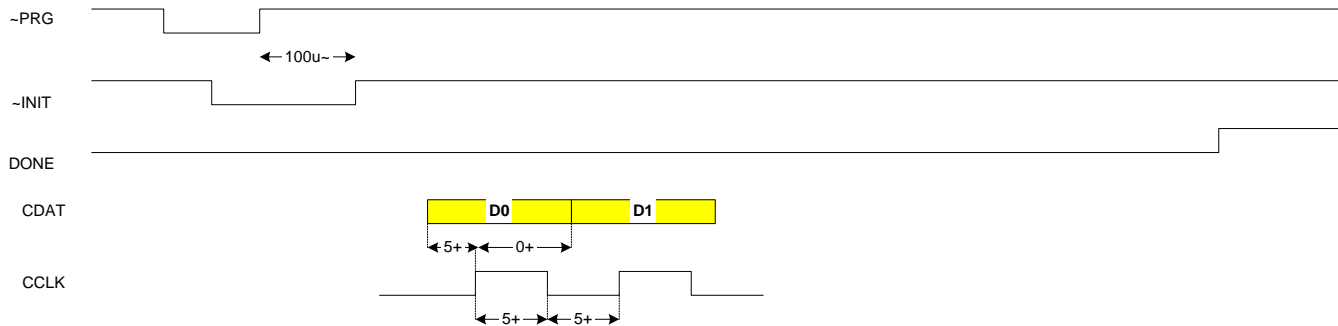 ~PRG
100u~
~INIT
DONE
CDAT D0 D1
5+ 0+
CCLK
5+ 5+